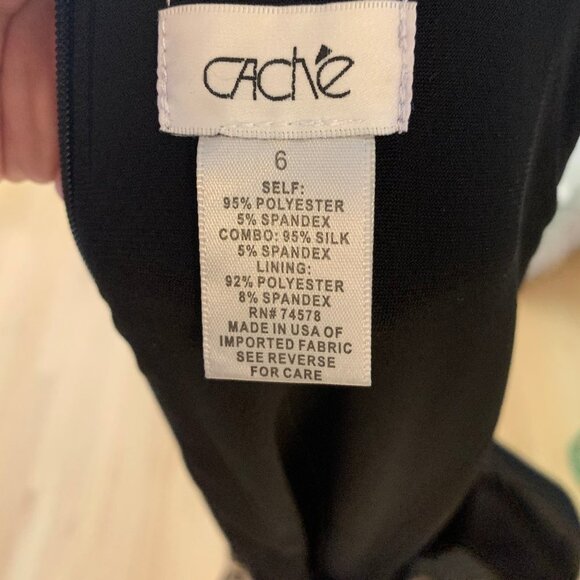 Caché
6
SELF:
95% POLYESTER
5% SPANDEX
COMBO: 95% SILK
5% SPANDEX
LINING:
92% POLYESTER
8% SPANDEX
RN# 74578
MADE IN USA OF
IMPORTED FABRIC
SEE REVERSE
FOR CARE